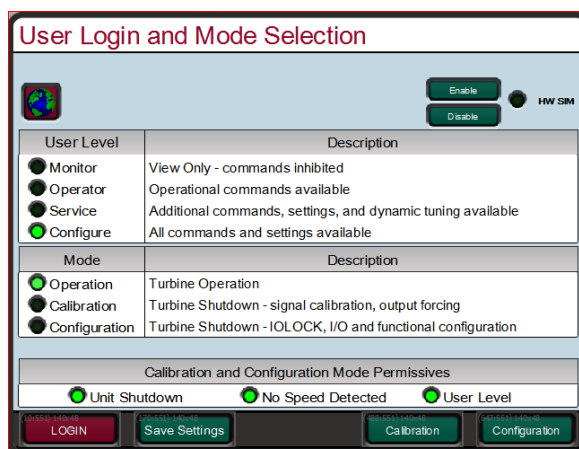 User Login and Mode Selection
Enable
HW SIM
Disable
User Level Description
Monitor View Only - commands inhibited
Operator Operational commands available
Service Additional commands, settings, and dynamic tuning available
Configure All commands and settings available
Mode Description
Operation Turbine Operation
Calibration Turbine Shutdown - signal calibration, output forcing
Configuration Turbine Shutdown - IOLOCK, I/O and functional configuration
Calibration and Configuration Mode Permissives
Unit Shutdown No Speed Detected User Level
LOGIN Save Settings Calibration Configuration